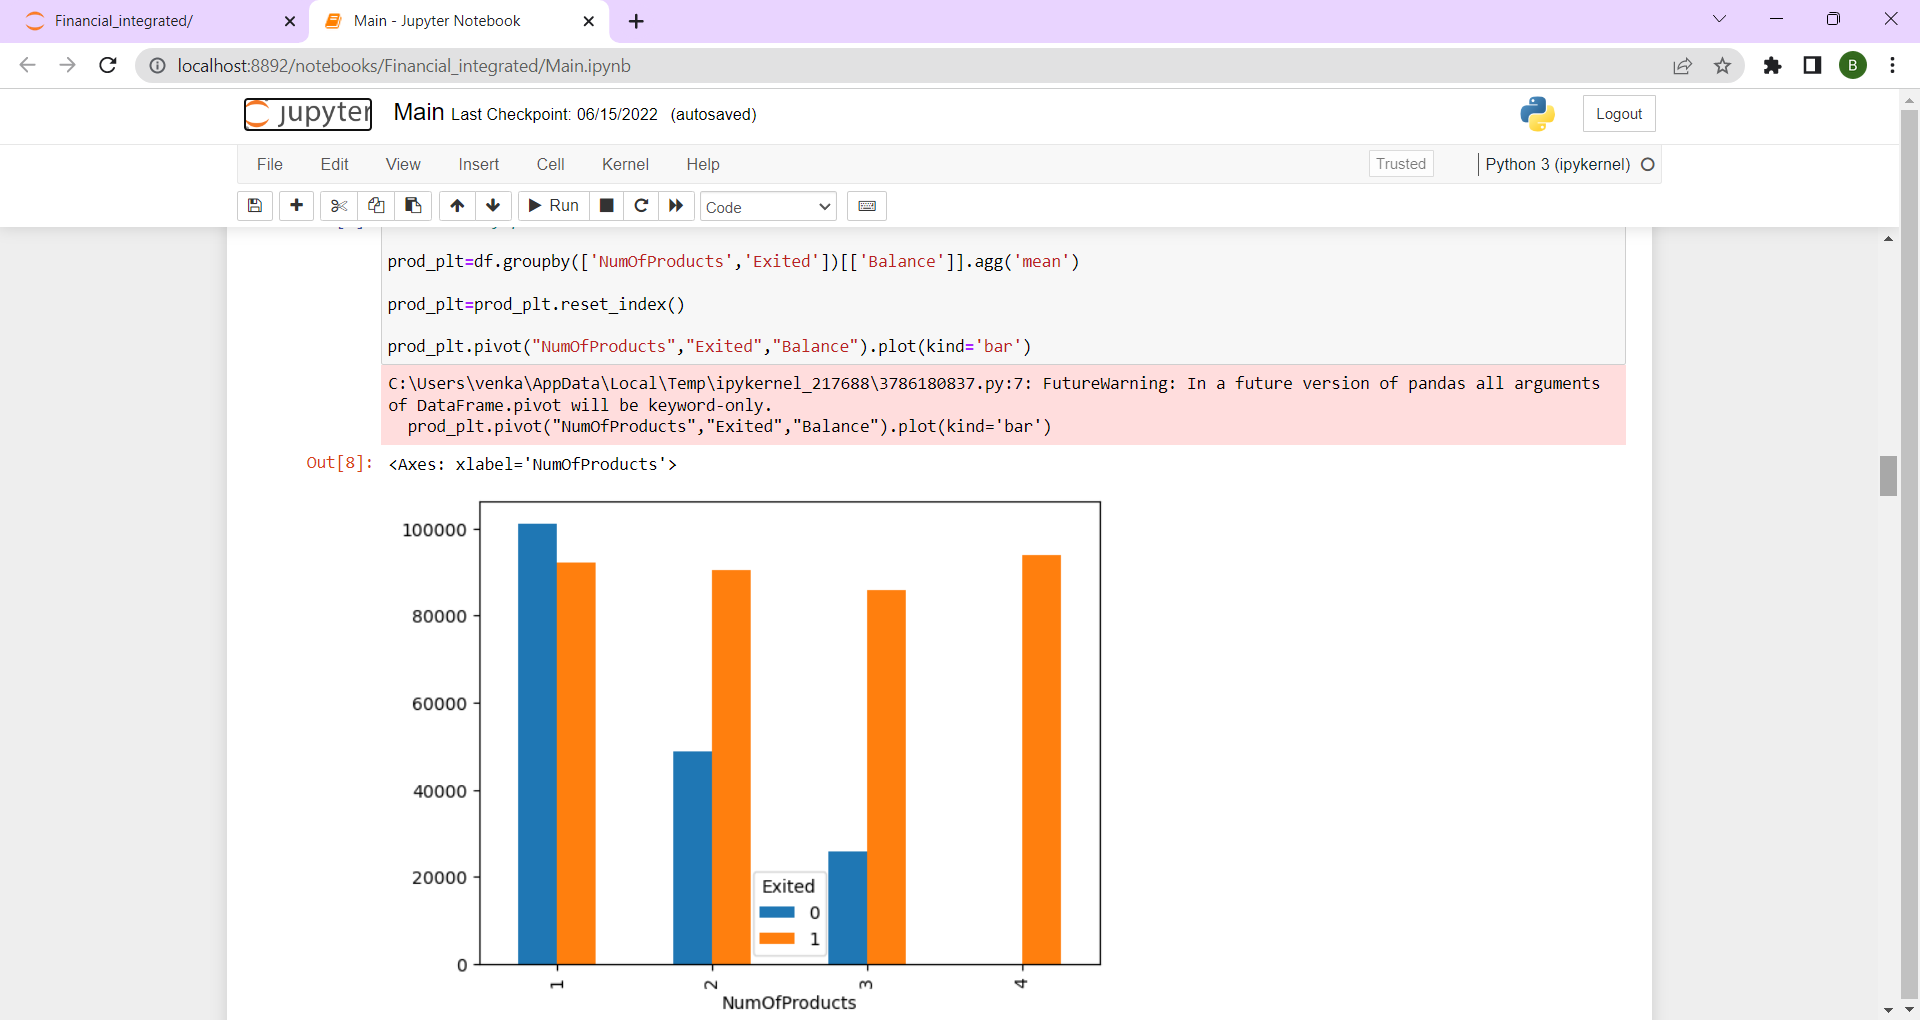 Financial_integrated/
Main - Jupyter Notebook
localhost:8892/notebooks/Financial_integrated/Main.ipynb
B
jupyter Main Last Checkpoint: 06/15/2022 (autosaved)
Logout
File Edit View Insert Cell Kernel Help
Trusted
Python 3 (ipykernel)
Run
Code
prod_plt=df.groupby(['NumOfProducts','Exited'])[['Balance']].agg('mean')
prod_plt=prod_plt.reset_index()
prod_plt.pivot("NumOfProducts","Exited","Balance").plot(kind='bar')
C:\Users\venka\AppData\Local\Temp\ipykernel_217688\3786180837.py:7: FutureWarning: In a future version of pandas all arguments
of DataFrame.pivot will be keyword-only.
prod_plt.pivot("NumOfProducts","Exited","Balance").plot(kind='bar')
Out[8]: <Axes: xlabel='NumOfProducts'>
100000
80000
60000
40000
20000
0
Exited
0
1
1 2 3 4
NumOfProducts